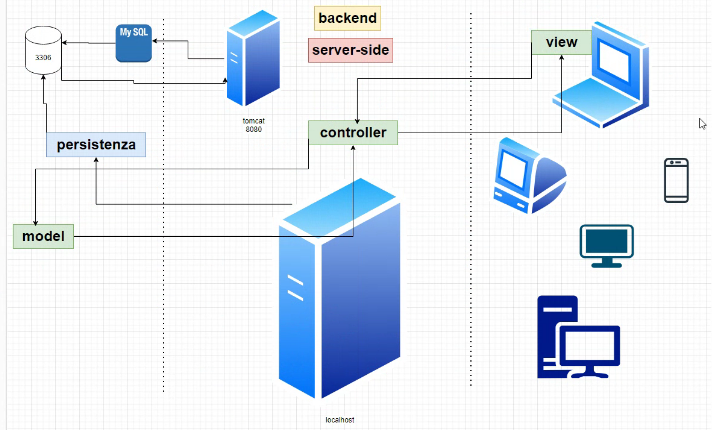 backend
My SQL
server-side
view
3306
tomcat
8080
controller
persistenza
model
localhost